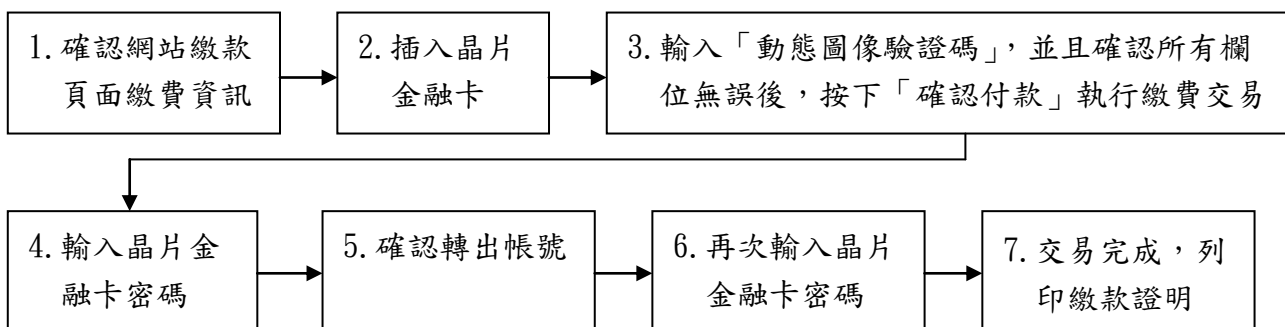 1.確認網站繳款
頁面繳費資訊
2.插入晶片
金融卡
3.輸入「動態圖像驗證碼」,並且確認所有欄
位無誤後,按下「確認付款」執行繳費交易
4.輸入晶片金
融卡密碼
5.確認轉出帳號
6.再次輸入晶片
金融卡密碼
7.交易完成,列
印繳款證明